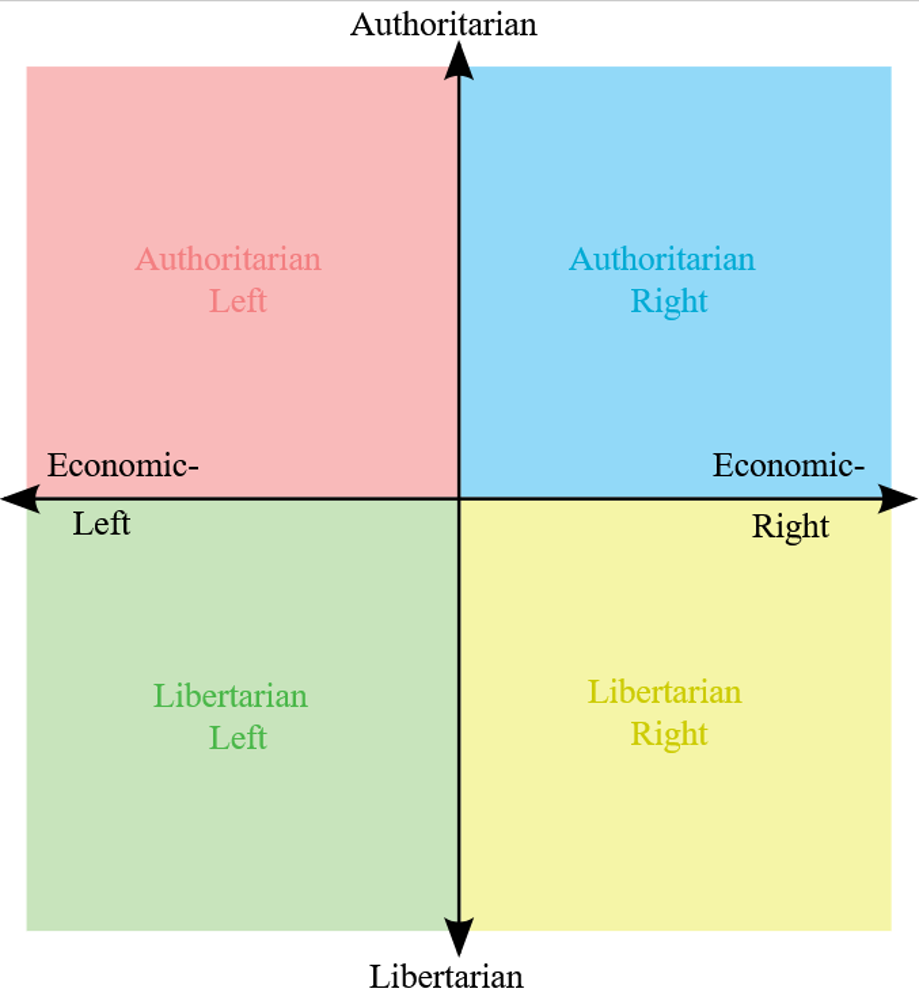 Authoritarian
Authoritarian
Left
Authoritarian
Right
Economic-
Left
Economic-
Right
Libertarian
Left
Libertarian
Right
Libertarian